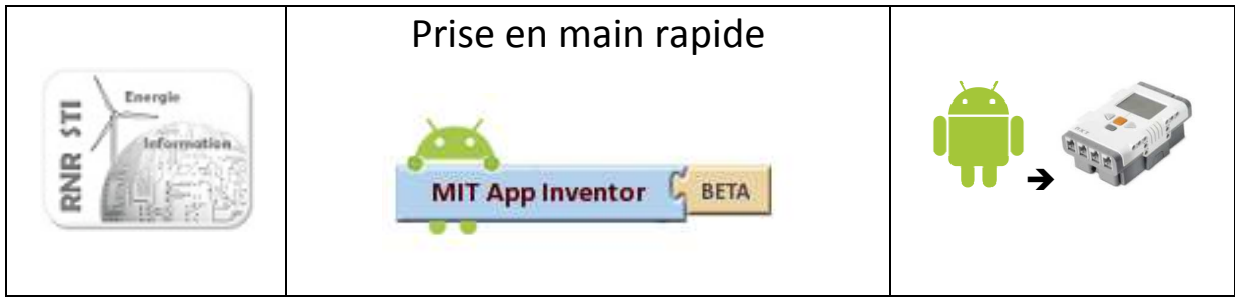 RNR STI
Energie
Information
Prise en main rapide
MIT App Inventor
BETA